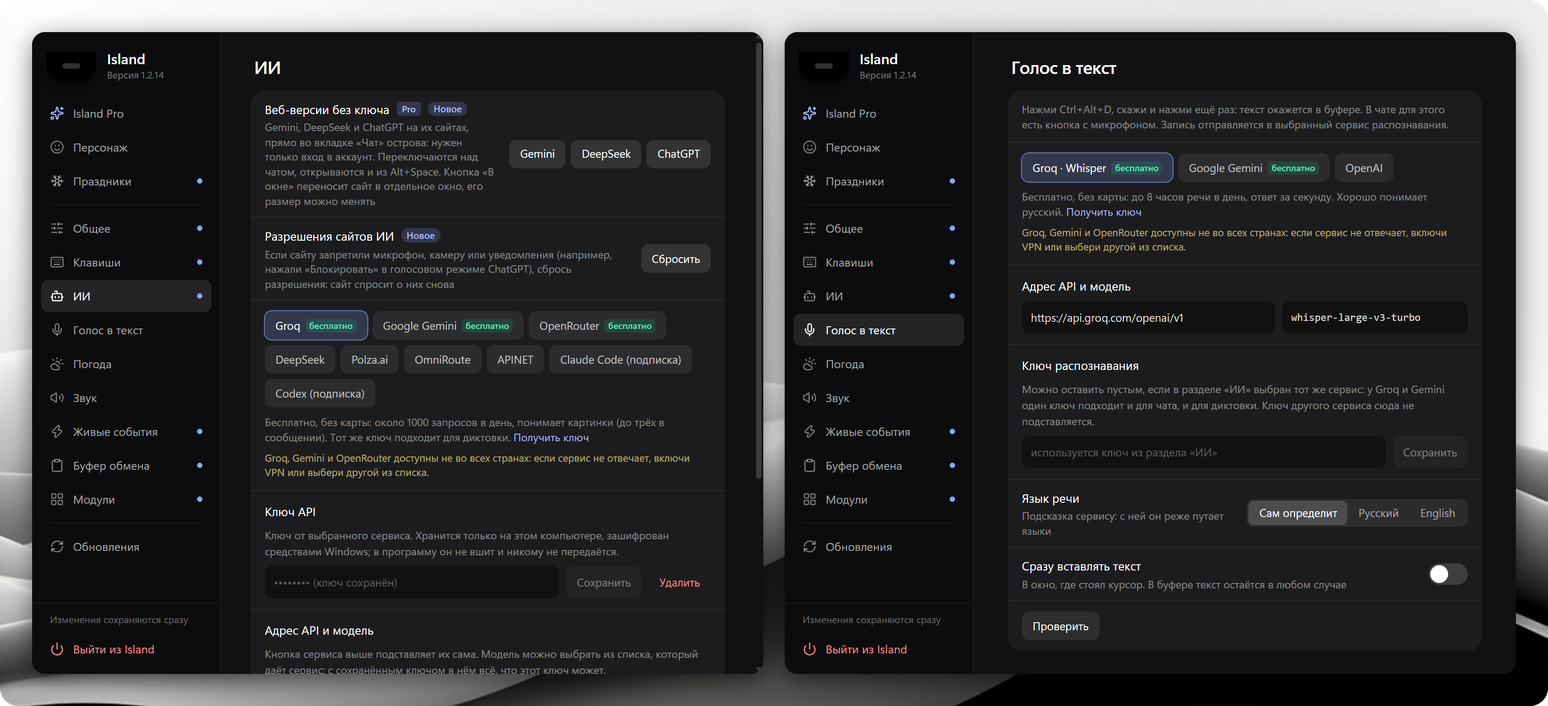 Island
Версия 1.2.14
Island Pro
Персонаж
Праздники
Общее
Клавиши
ИИ
Голос в текст
Погода
Звук
Живые события
Буфер обмена
Модули
Обновления
Изменения сохраняются сразу
Выйти из Island
ИИ
Веб-версии без ключа Pro Новое
Gemini, DeepSeek и ChatGPT на их сайтах,
прямо во вкладке «Чат» острова: нужен
только вход в аккаунт. Переключаются над
чатом, открываются и из Alt+Space. Кнопка «В
окне» переносит сайт в отдельное окно, его
размер можно менять
Gemini DeepSeek ChatGPT
Разрешения сайтов ИИ Новое
Если сайту запретили микрофон, камеру или уведомления (например,
нажали «Блокировать» в голосовом режиме ChatGPT), сбрось
разрешения: сайт спросит о них снова
Сбросить
Groq бесплатно Google Gemini бесплатно OpenRouter бесплатно
DeepSeek Polza.ai OmniRoute APINET Claude Code (подписка)
Codex (подписка)
Бесплатно, без карты: около 1000 запросов в день, понимает картинки (до трёх в
сообщении). Тот же ключ подходит для диктовки. Получить ключ
Groq, Gemini и OpenRouter доступны не во всех странах: если сервис не отвечает, включи
VPN или выбери другой из списка.
Ключ API
Ключ от выбранного сервиса. Хранится только на этом компьютере, зашифрован
средствами Windows; в программу он не вшит и никому не передаётся.
•••••••• (ключ сохранён) Сохранить Удалить
Адрес API и модель
Кнопка сервиса выше подставляет их сама. Модель можно выбрать из списка, который
даёт сервис: с сохранённым ключом в нём всё, что этот ключ может.
Island
Версия 1.2.14
Island Pro
Персонаж
Праздники
Общее
Клавиши
ИИ
Голос в текст
Погода
Звук
Живые события
Буфер обмена
Модули
Обновления
Изменения сохраняются сразу
Выйти из Island
Голос в текст
Нажми Ctrl+Alt+D, скажи и нажми ещё раз: текст окажется в буфере. В чате для этого
есть кнопка с микрофоном. Запись отправляется в выбранный сервис распознавания.
Groq · Whisper бесплатно Google Gemini бесплатно OpenAI
Бесплатно, без карты: до 8 часов речи в день, ответ за секунду. Хорошо понимает
русский. Получить ключ
Groq, Gemini и OpenRouter доступны не во всех странах: если сервис не отвечает, включи
VPN или выбери другой из списка.
Адрес API и модель
https://api.groq.com/openai/v1 whisper-large-v3-turbo
Ключ распознавания
Можно оставить пустым, если в разделе «ИИ» выбран тот же сервис: у Groq и Gemini
один ключ подходит и для чата, и для диктовки. Ключ другого сервиса сюда не
подставляется.
используется ключ из раздела «ИИ» Сохранить
Язык речи
Подсказка сервису: с ней он реже путает
языки
Сам определит Русский English
Сразу вставлять текст
В окно, где стоял курсор. В буфере текст остаётся в любом случае
Проверить